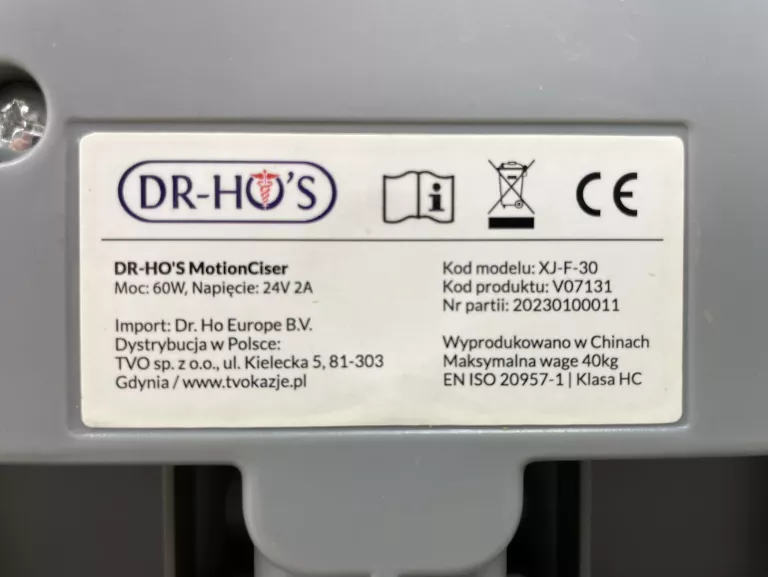 DR-HO'S
DR-HO'S MotionCiser
Moc: 60W, Napięcie: 24V 2A
Import: Dr. Ho Europe B.V.
Dystrybucja w Polsce:
TVO sp. z o.o., ul. Kielecka 5, 81-303
Gdynia / www.tvokazje.pl
Kod modelu: XJ-F-30
Kod produktu: V07131
Nr partii: 20230100011
Wyprodukowano w Chinach
Maksymalna wage 40kg
EN ISO 20957-1 | Klasa HC
i
CE